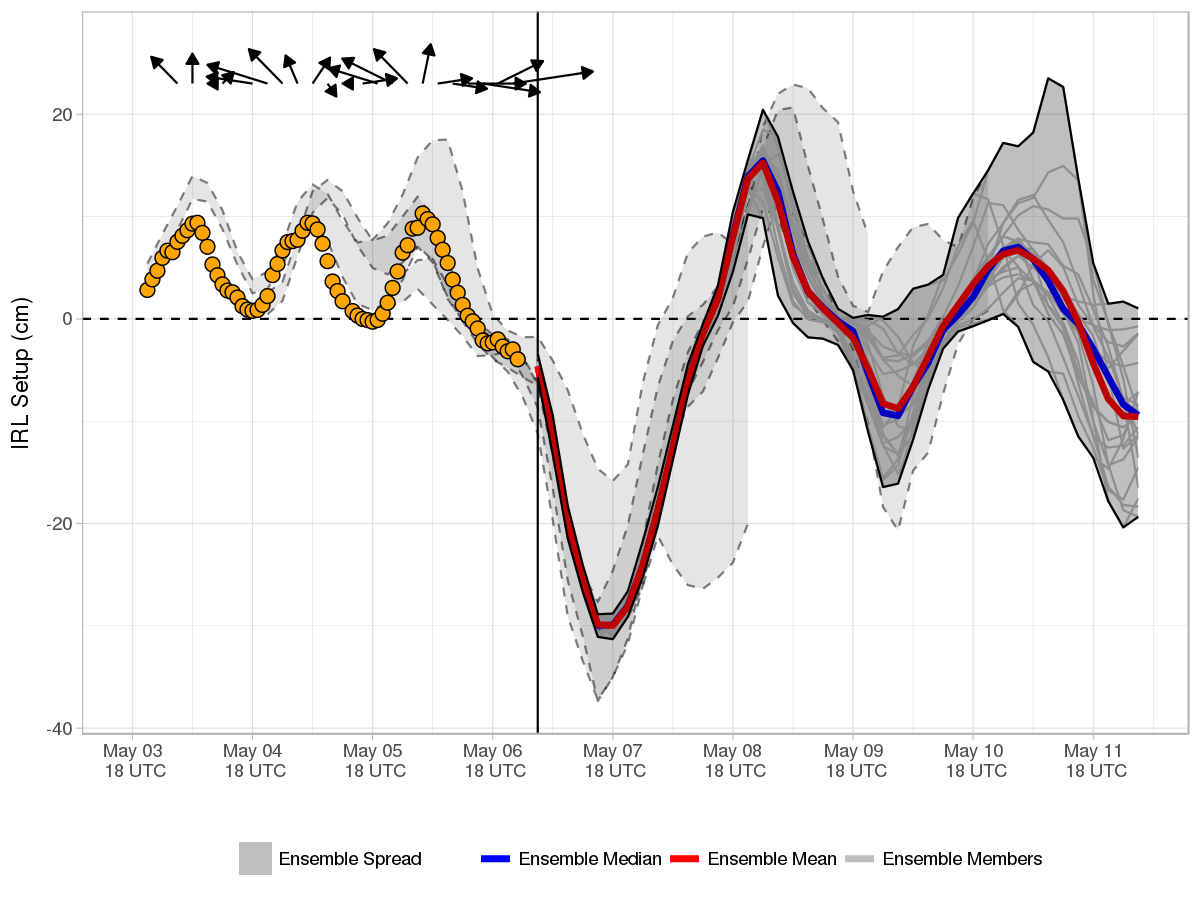 IRL Setup (cm)
20
0
-20
-40
May 03 May 04 May 05 May 06 May 07 May 08 May 09 May 10 May 11
18 UTC 18 UTC 18 UTC 18 UTC 18 UTC 18 UTC 18 UTC 18 UTC 18 UTC
Ensemble Spread Ensemble Median Ensemble Mean Ensemble Members